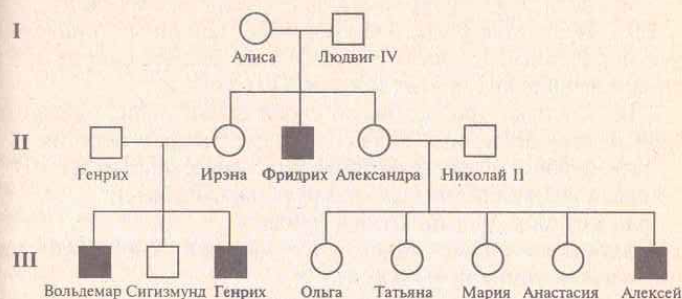 I
Алиса Людвиг IV
II
Генрих Ирэна Фридрих Александра Николай II
III
Вольдемар Сигизмунд Генрих Ольга Татьяна Мария Анастасия Алексей